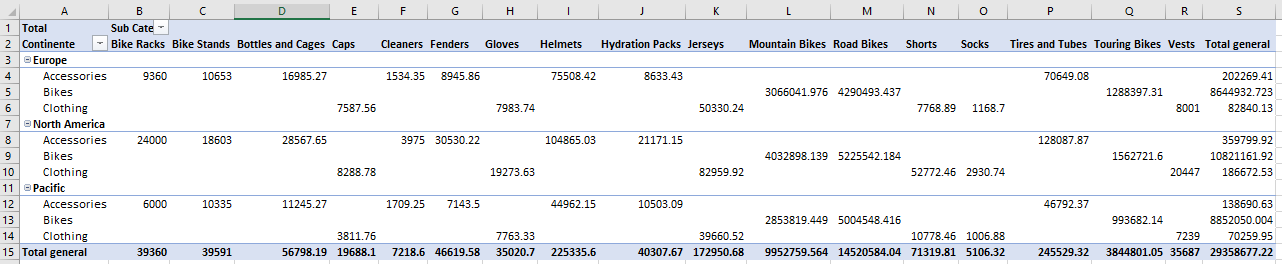 A B C D E F G H I J K L M N O P Q R S
1 Total Sub Cate
2 Continente Bike Racks Bike Stands Bottles and Cages Caps Cleaners Fenders Gloves Helmets Hydration Packs Jerseys Mountain Bikes Road Bikes Shorts Socks Tires and Tubes Touring Bikes Vests Total general
3 Europe
4 Accessories 9360 10653 16985.27 1534.35 8945.86 75508.42 8633.43 70649.08 202269.41
5 Bikes 3066041.976 4290493.437 1288397.31 8644932.723
6 Clothing 7587.56 7983.74 50330.24 7768.89 1168.7 8001 82840.13
7 North America
8 Accessories 24000 18603 28567.65 3975 30530.22 104865.03 21171.15 128087.87 359799.92
9 Bikes 4032898.139 5225542.184 1562721.6 10821161.92
10 Clothing 8288.78 19273.63 82959.92 52772.46 2930.74 20447 186672.53
11 Pacific
12 Accessories 6000 10335 11245.27 1709.25 7143.5 44962.15 10503.09 46792.37 138690.63
13 Bikes 2853819.449 5004548.416 993682.14 8852050.004
14 Clothing 3811.76 7763.33 39660.52 10778.46 1006.88 7239 70259.95
15 Total general 39360 39591 56798.19 19688.1 7218.6 46619.58 35020.7 225335.6 40307.67 172950.68 9952759.564 14520584.04 71319.81 5106.32 245529.32 3844801.05 35687 29358677.22